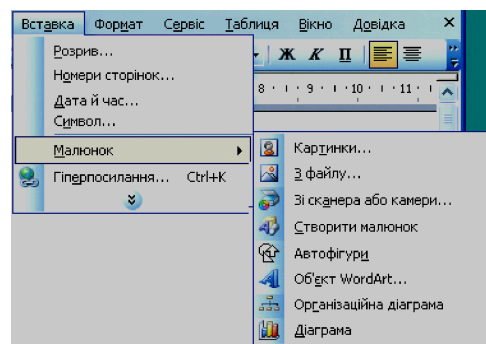 Вставка Формат Сервіс Таблиця Вікно Довідка ×
Ж К П
8 · 9 · 10 · 11
Розрив...
Номери сторінок...
Дата й час...
Символ...
Малюнок
Гіперпосилання... Ctrl+K
Картинки...
З файлу...
Зі сканера або камери...
Створити малюнок
Автофігури
Об'єкт WordArt...
Організаційна діаграма
Діаграма